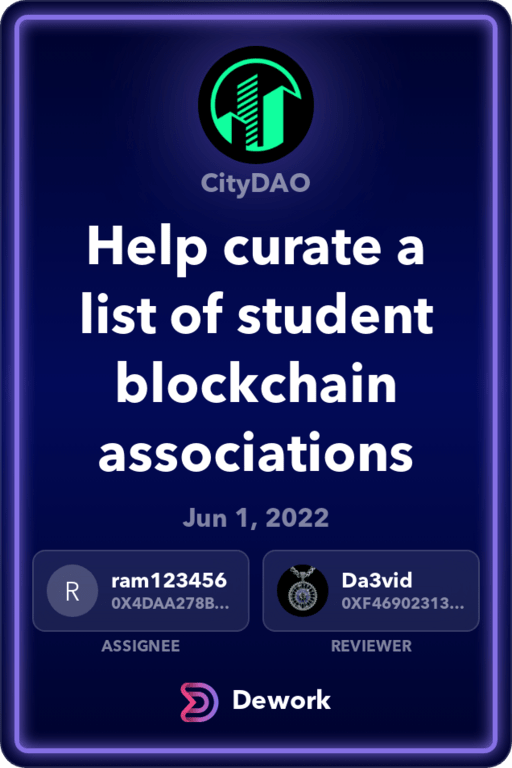 CityDAO
Help curate a
list of student
blockchain
associations
Jun 1, 2022
R
ram123456
0X4DAA278B...
ASSIGNEE
Da3vid
0XF46902313...
REVIEWER
Dework